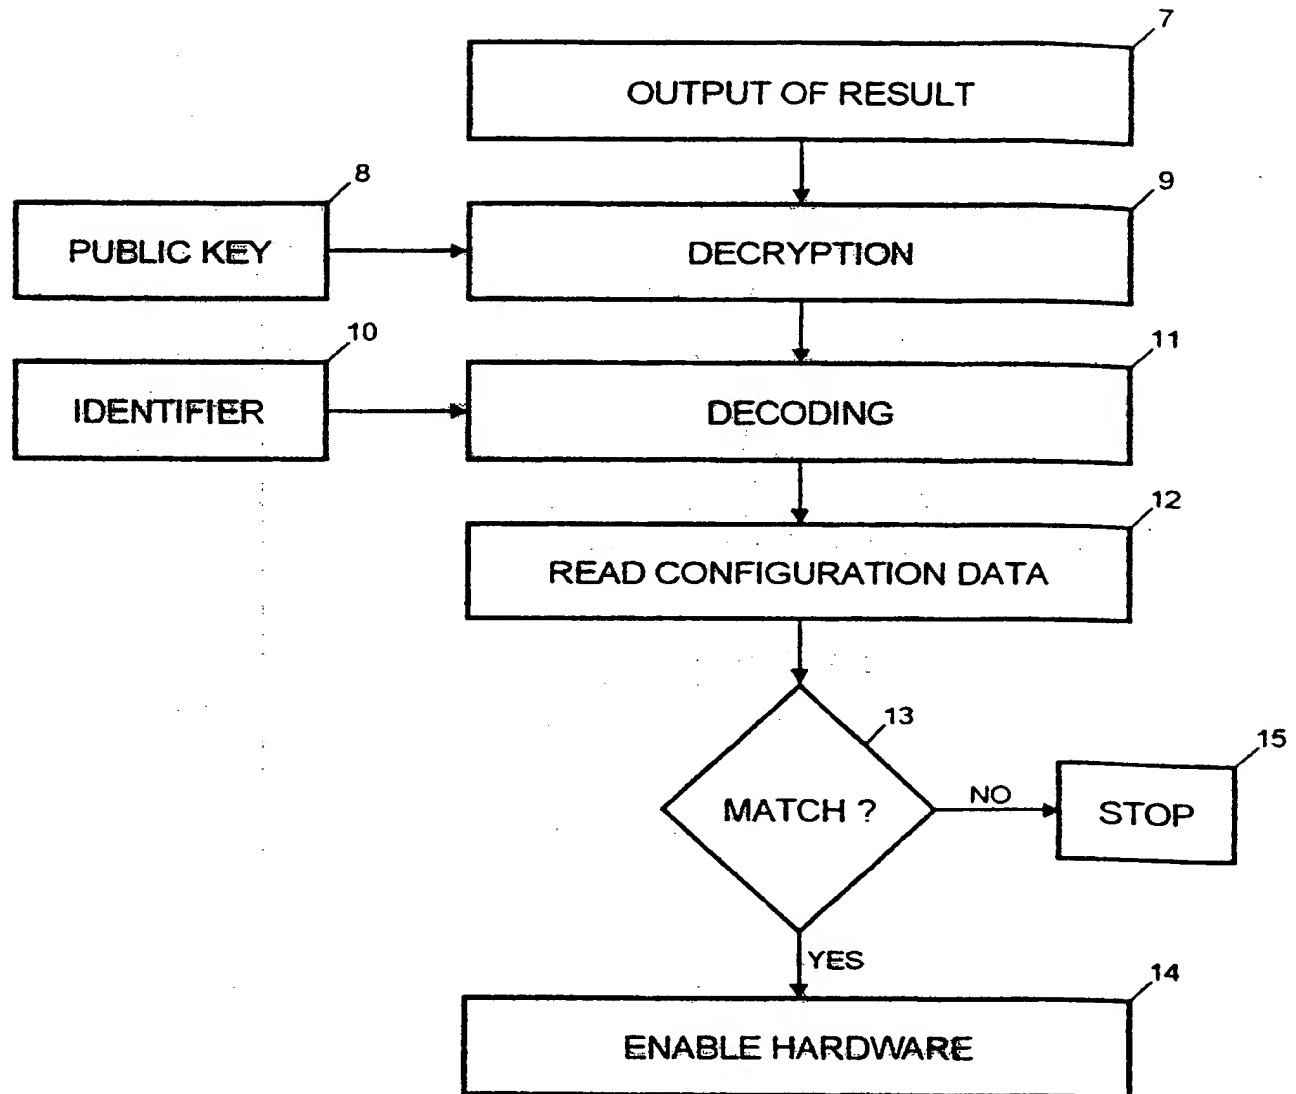 7
OUTPUT OF RESULT
8
9
PUBLIC KEY
DECRYPTION
10
11
IDENTIFIER
DECODING
12
READ CONFIGURATION DATA
13
15
MATCH ?
NO
STOP
YES
14
ENABLE HARDWARE